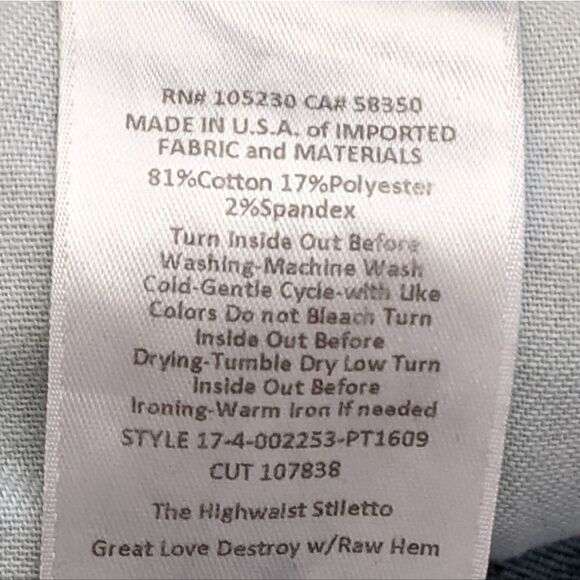 RN# 105230 CA# 58350
MADE IN U.S.A. of IMPORTED
FABRIC and MATERIALS
81%Cotton 17%Polyester
2%Spandex
Turn Inside Out Before
Washing-Machine Wash
Cold-Gentle Cycle-with Like
Colors Do not Bleach Turn
Inside Out Before
Drying-Tumble Dry Low Turn
Inside Out Before
Ironing-Warm Iron If needed
STYLE 17-4-002253-PT1609
CUT 107838
The Highwaist Stiletto
Great Love Destroy w/Raw Hem